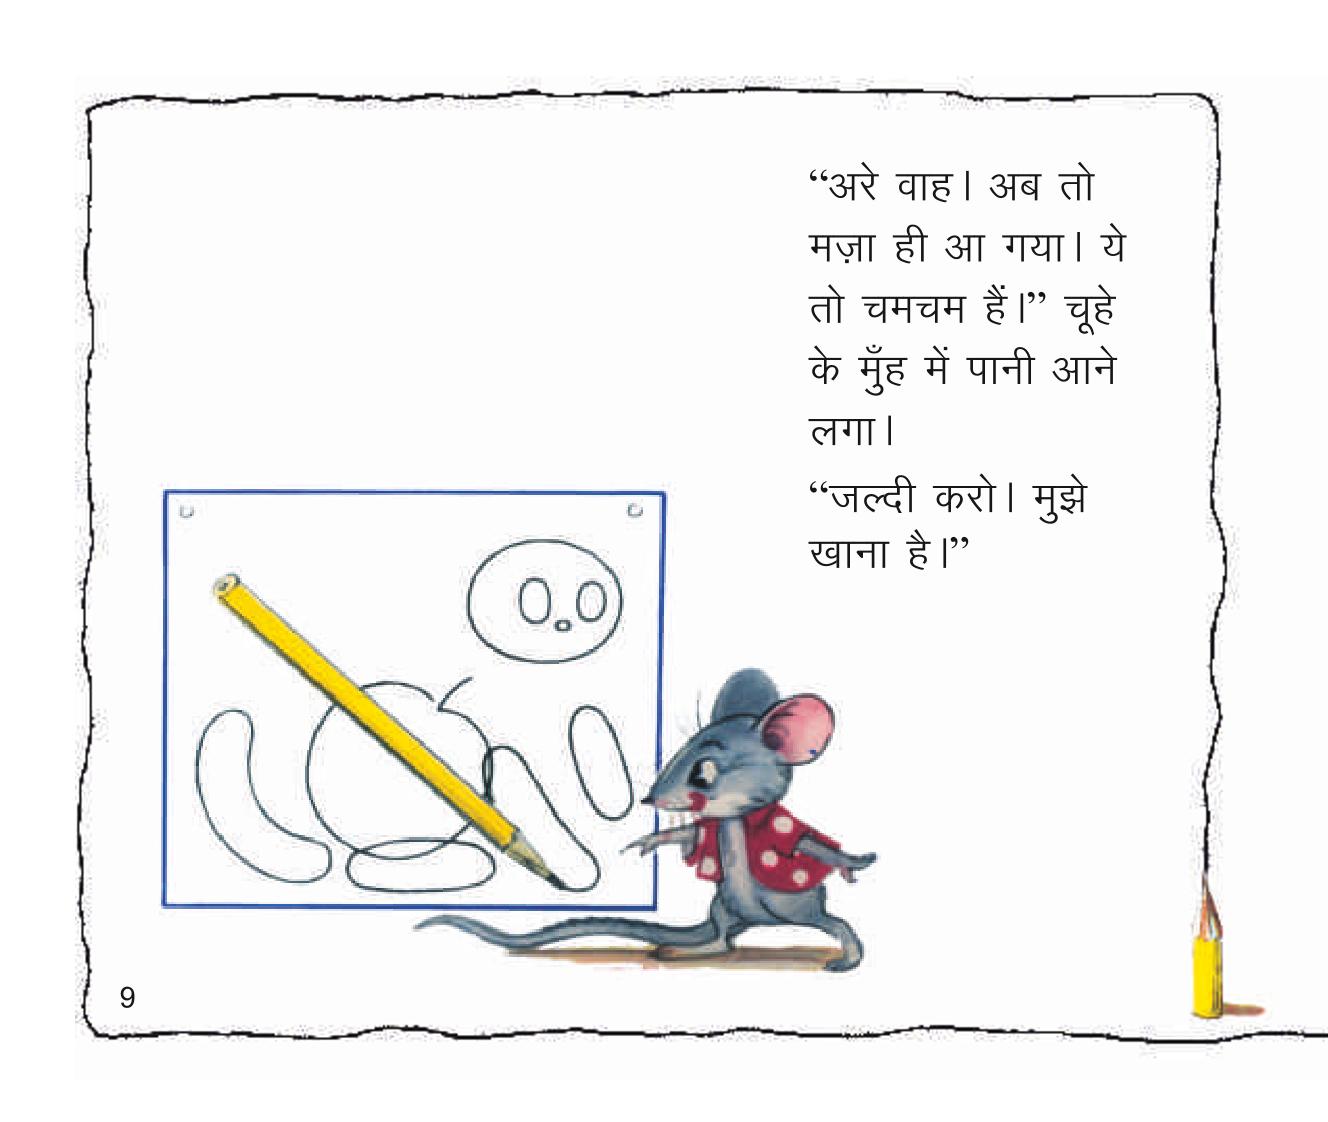 “अरे वाह। अब तो
मज़ा ही आ गया। ये
तो चमचम हैं।” चूहे
के मुँह में पानी आने
लगा।
“जल्दी करो। मुझे
खाना है।”
9